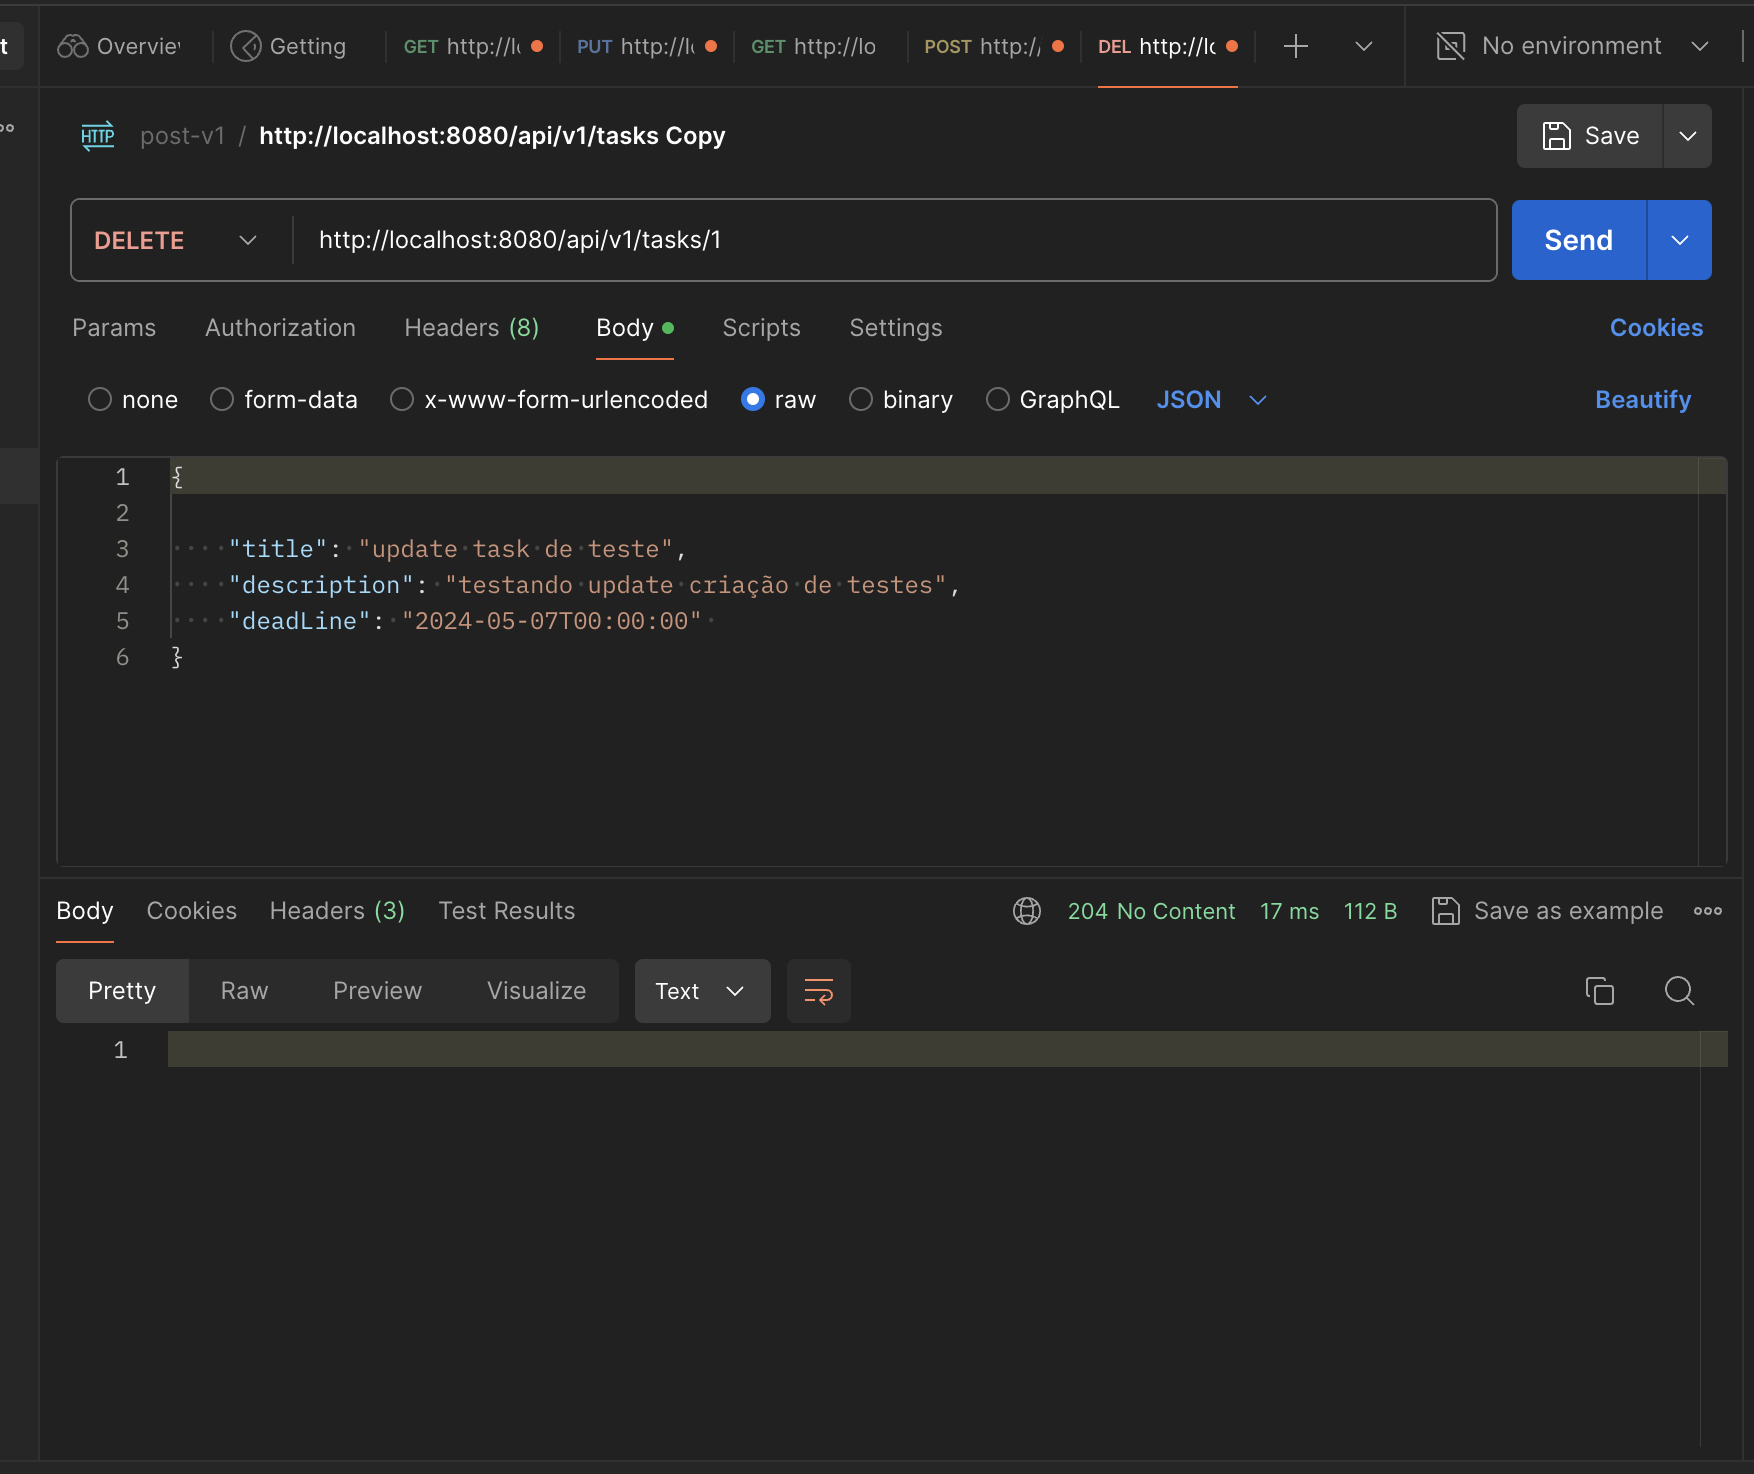 t Overvie Getting GET http://l PUT http://l GET http://lo POST http:/ DEL http://lo No environment
HTTP post-v1 / http://localhost:8080/api/v1/tasks Copy Save
DELETE http://localhost:8080/api/v1/tasks/1 Send
Params Authorization Headers (8) Body Scripts Settings Cookies
none form-data x-www-form-urlencoded raw binary GraphQL JSON Beautify
1 {
2
3 "title": "update task de teste",
4 "description": "testando update criação de testes",
5 "deadLine": "2024-05-07T00:00:00"
6 }
Body Cookies Headers (3) Test Results 204 No Content 17 ms 112 B Save as example
Pretty Raw Preview Visualize Text
1